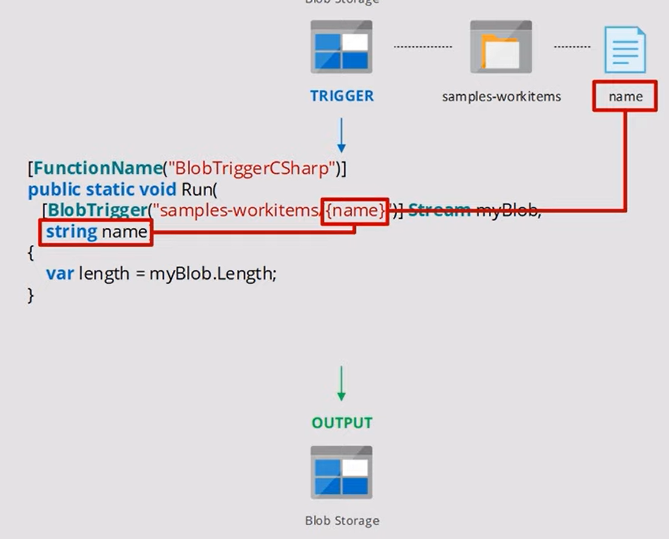 Blob Storage
TRIGGER
samples-workitems
name
[FunctionName("BlobTriggerCSharp")]
public static void Run(
[BlobTrigger("samples-workitems/{name}")] Stream myBlob,
string name
{
var length = myBlob.Length;
}
OUTPUT
Blob Storage